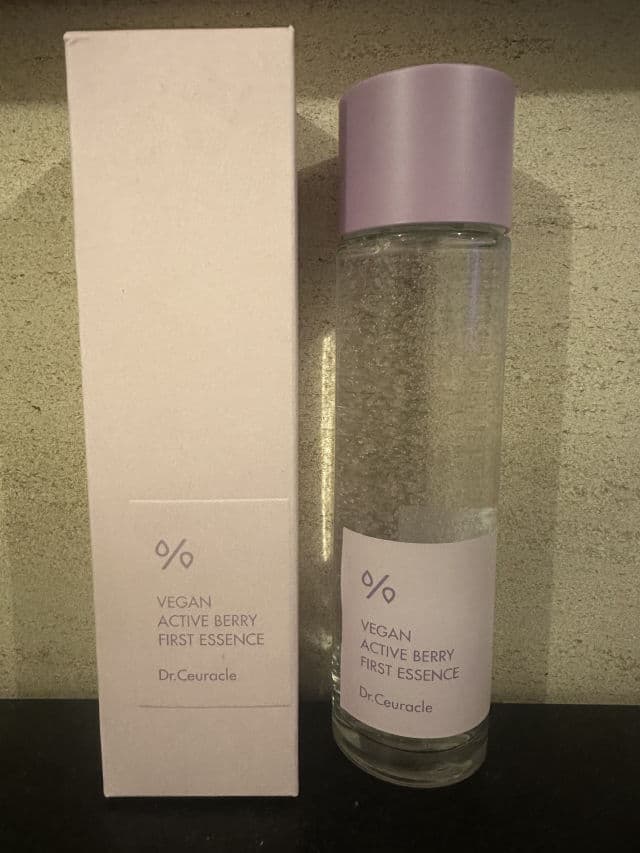 %
VEGAN
ACTIVE BERRY
FIRST ESSENCE
Dr.Ceuracle
%
VEGAN
ACTIVE BERRY
FIRST ESSENCE
Dr.Ceuracle